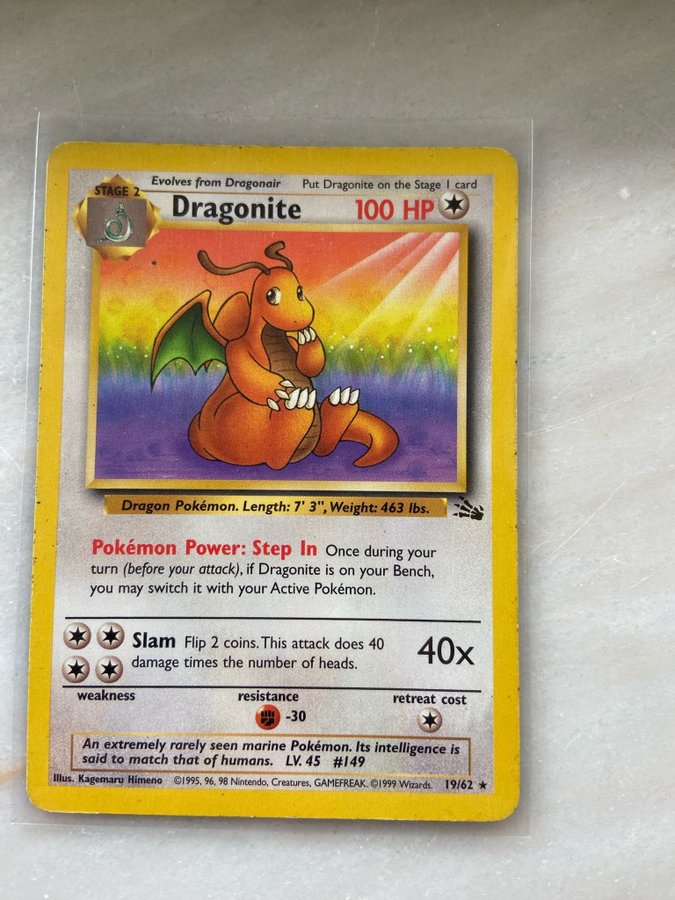 Evolves from Dragonair Put Dragonite on the Stage 1 card
STAGE 2
Dragonite 100 HP
Dragon Pokémon. Length: 7' 3", Weight: 463 lbs.
Pokémon Power: Step In Once during your
turn (before your attack), if Dragonite is on your Bench,
you may switch it with your Active Pokémon.
Slam Flip 2 coins. This attack does 40
damage times the number of heads.
40x
weakness resistance retreat cost
-30
An extremely rarely seen marine Pokémon. Its intelligence is
said to match that of humans. LV. 45 #149
Illus. Kagemaru Himeno ©1995, 96, 98 Nintendo, Creatures, GAMEFREAK. ©1999 Wizards. 19/62 ★